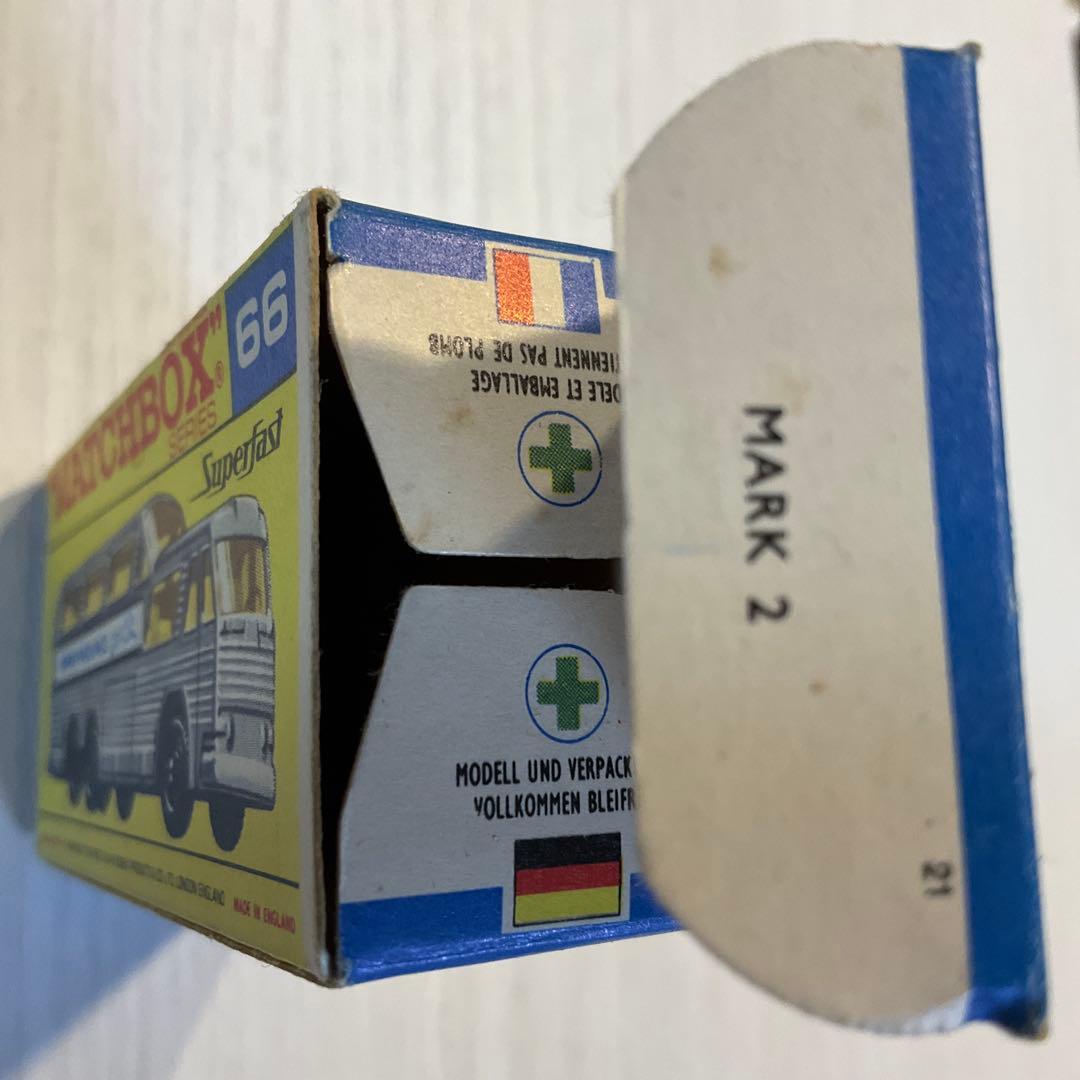 "MATCHBOX"®
SERIES
66
Superfast
MADE IN ENGLAND
DELE ET EMBALLAGE
TIENNENT PAS DE PLOMB
MODELL UND VERPACK
VOLLKOMMEN BLEIFR
MARK 2
21